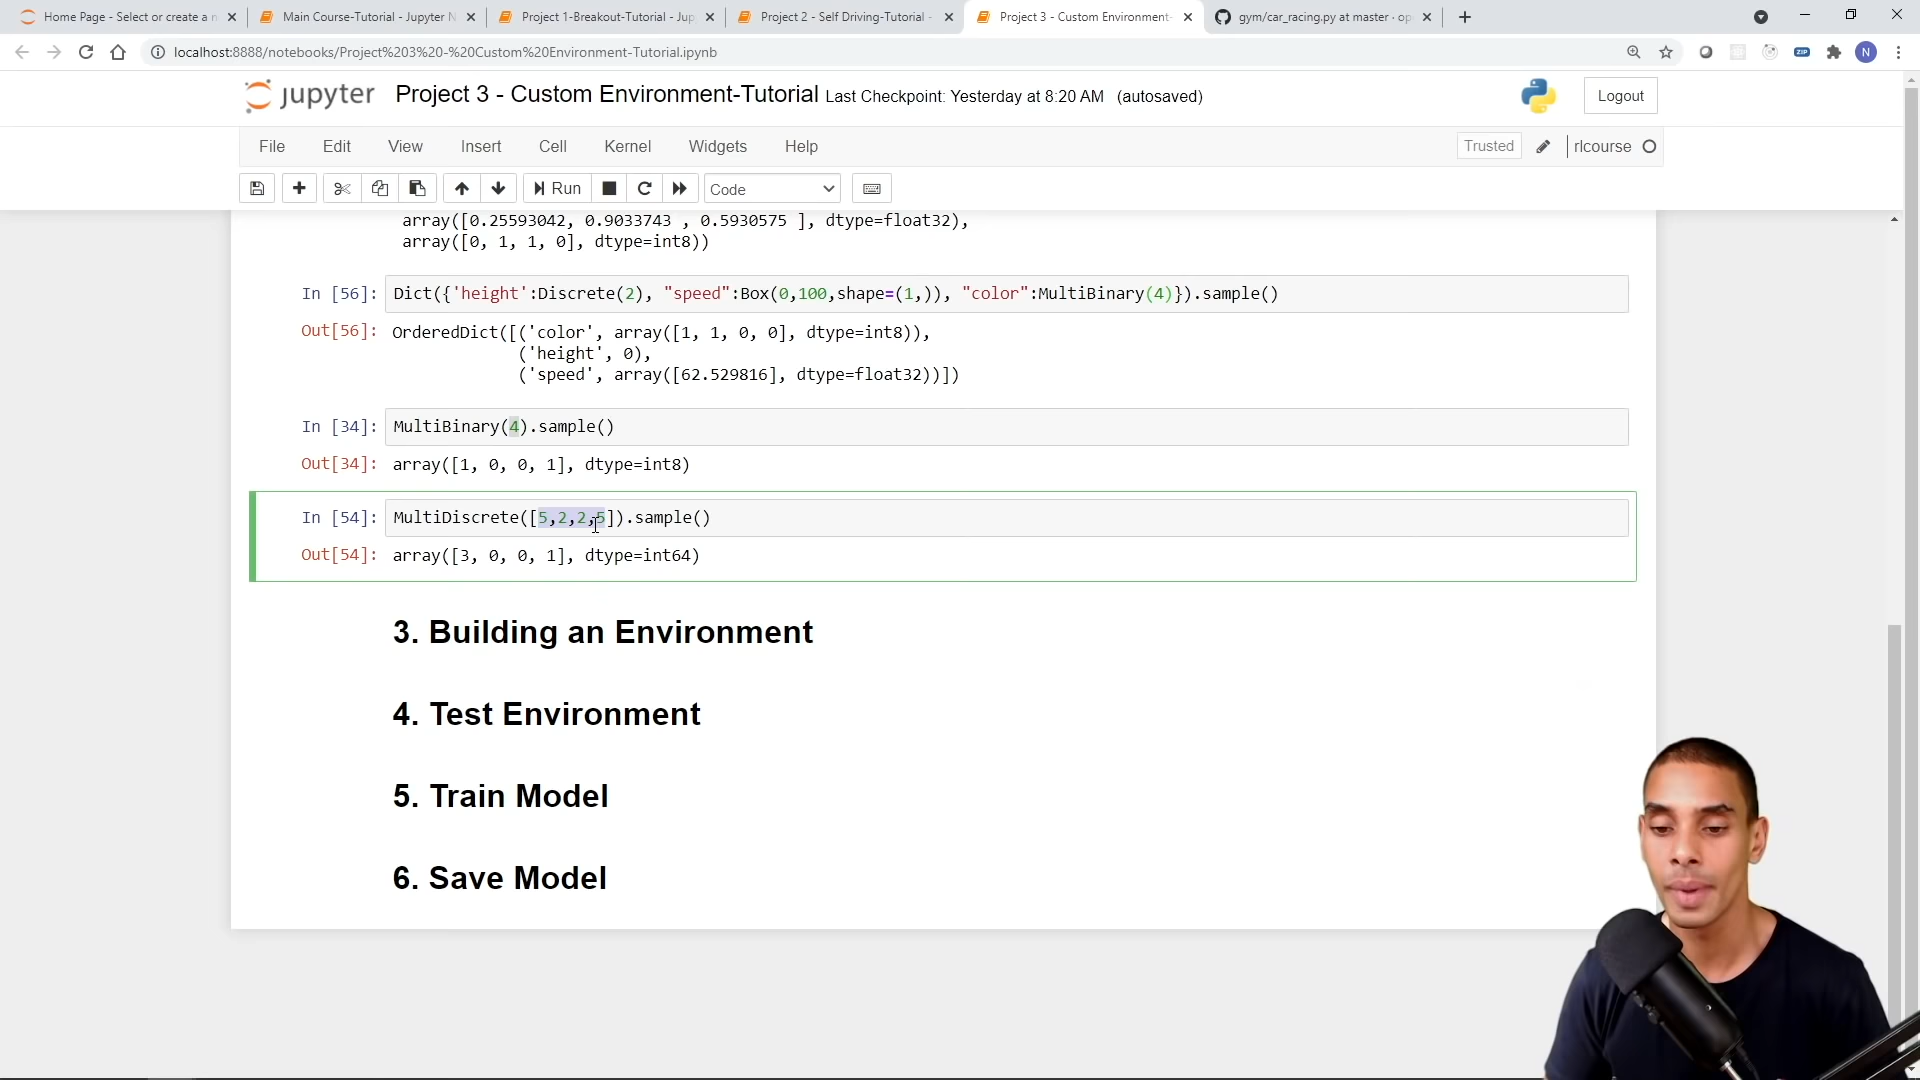 Home Page - Select or create a n
Main Course-Tutorial - Jupyter N
Project 1-Breakout-Tutorial - Jup
Project 2 - Self Driving-Tutorial -
Project 3 - Custom Environment-
gym/car_racing.py at master · op
localhost:8888/notebooks/Project%203%20-%20Custom%20Environment-Tutorial.ipynb
ZIP
N
jupyter Project 3 - Custom Environment-Tutorial Last Checkpoint: Yesterday at 8:20 AM (autosaved)
Logout
File Edit View Insert Cell Kernel Widgets Help
Trusted
rlcourse
Run
Code
array([0.25593042, 0.9033743 , 0.5930575 ], dtype=float32),
array([0, 1, 1, 0], dtype=int8))
In [56]: Dict({'height':Discrete(2), "speed":Box(0,100,shape=(1,)), "color":MultiBinary(4)}).sample()
Out[56]: OrderedDict([('color', array([1, 1, 0, 0], dtype=int8)),
('height', 0),
('speed', array([62.529816], dtype=float32))])
In [34]: MultiBinary(4).sample()
Out[34]: array([1, 0, 0, 1], dtype=int8)
In [54]: MultiDiscrete([5,2,2,5]).sample()
Out[54]: array([3, 0, 0, 1], dtype=int64)
3. Building an Environment
4. Test Environment
5. Train Model
6. Save Model